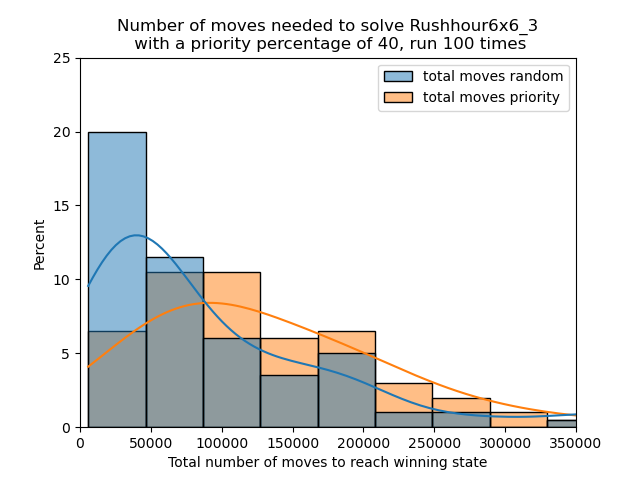 Number of moves needed to solve Rushhour6x6_3
with a priority percentage of 40, run 100 times
total moves random
total moves priority
Percent
25
20
15
10
5
0
0 50000 100000 150000 200000 250000 300000 350000
Total number of moves to reach winning state